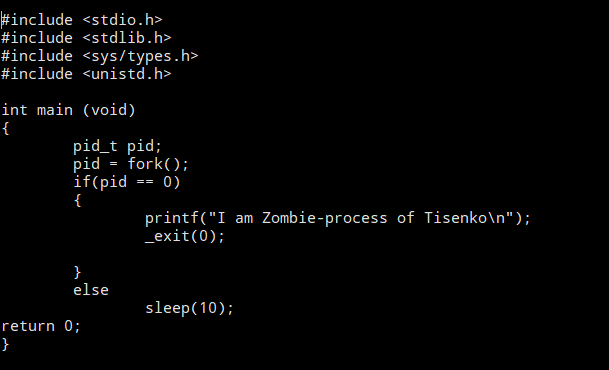 #include <stdio.h>
#include <stdlib.h>
#include <sys/types.h>
#include <unistd.h>

int main (void)
{
        pid_t pid;
        pid = fork();
        if(pid == 0)
        {
                printf("I am Zombie-process of Tisenko\n");
                _exit(0);

        }
        else
                sleep(10);
return 0;
}